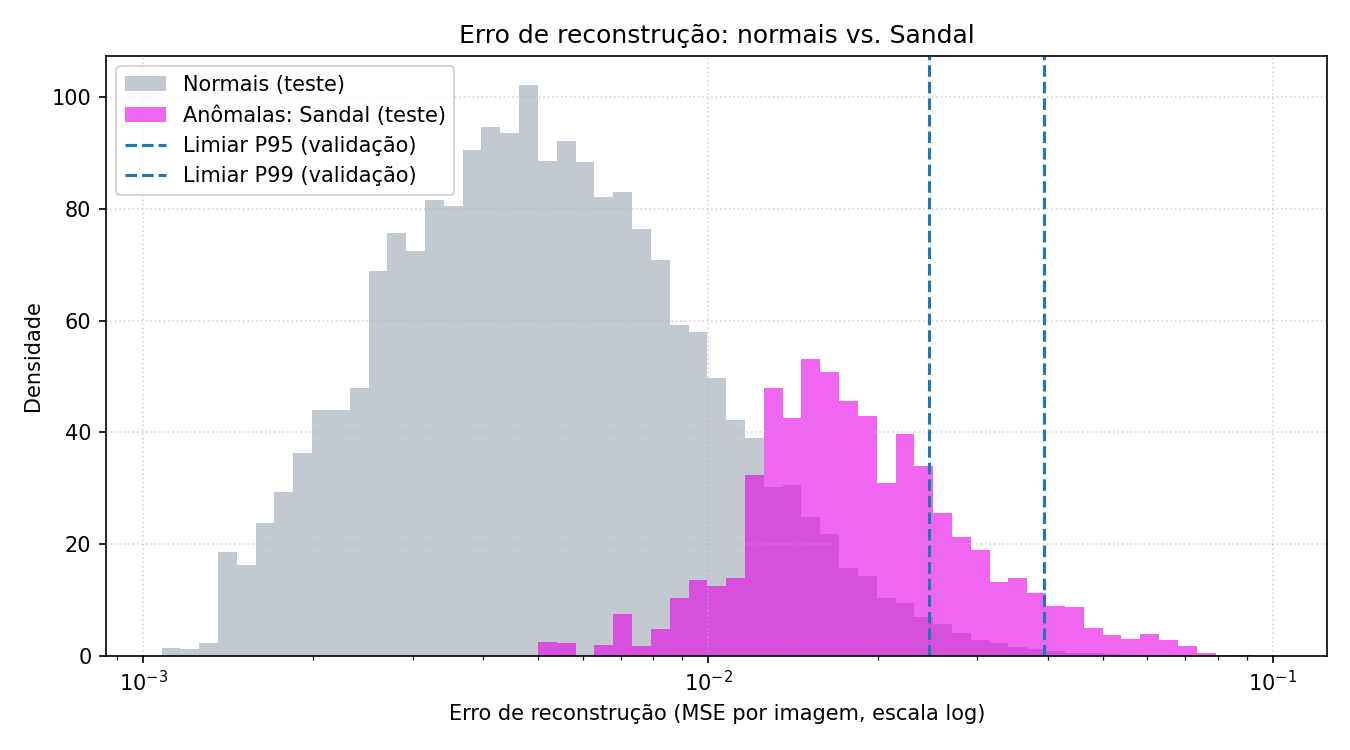 Erro de reconstrução: normais vs. Sandal
Normais (teste)
Anômalas: Sandal (teste)
Limiar P95 (validação)
Limiar P99 (validação)
Densidade
100
80
60
40
20
0
10⁻³
10⁻²
10⁻¹
Erro de reconstrução (MSE por imagem, escala log)